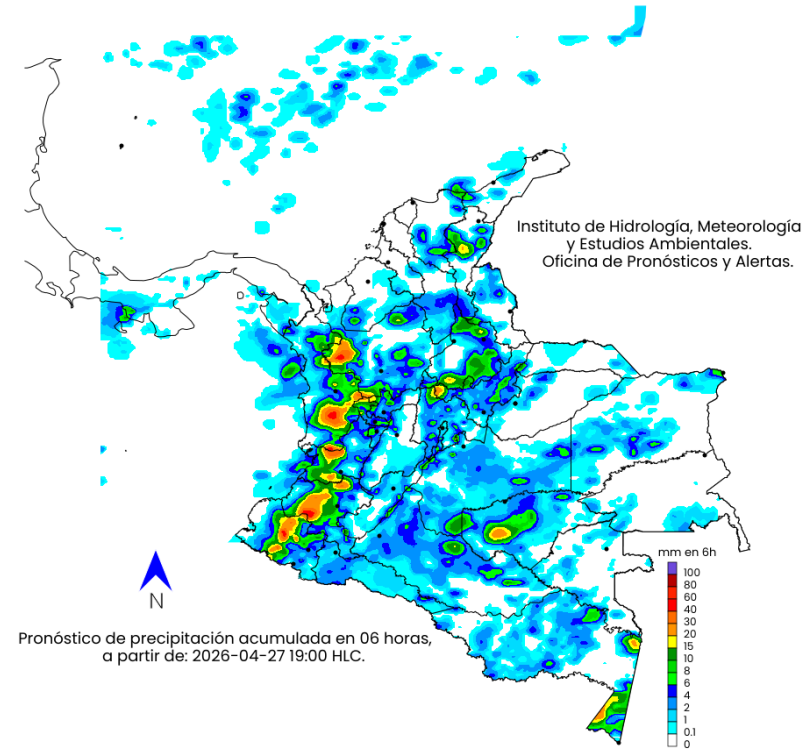 Instituto de Hidrología, Meteorología
y Estudios Ambientales.
Oficina de Pronósticos y Alertas.
mm en 6h
100
80
60
40
30
20
15
10
8
6
4
2
1
0.1
0
N
Pronóstico de precipitación acumulada en 06 horas,
a partir de: 2026-04-27 19:00 HLC.